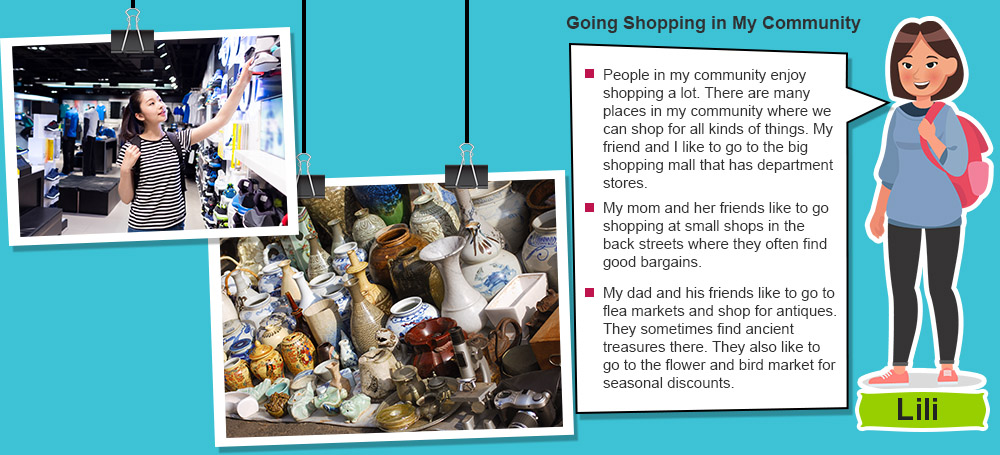 Going Shopping in My Community
People in my community enjoy
shopping a lot. There are many
places in my community where we
can shop for all kinds of things. My
friend and I like to go to the big
shopping mall that has department
stores.
My mom and her friends like to go
shopping at small shops in the
back streets where they often find
good bargains.
My dad and his friends like to go to
flea markets and shop for antiques.
They sometimes find ancient
treasures there. They also like to
go to the flower and bird market for
seasonal discounts.
Lili